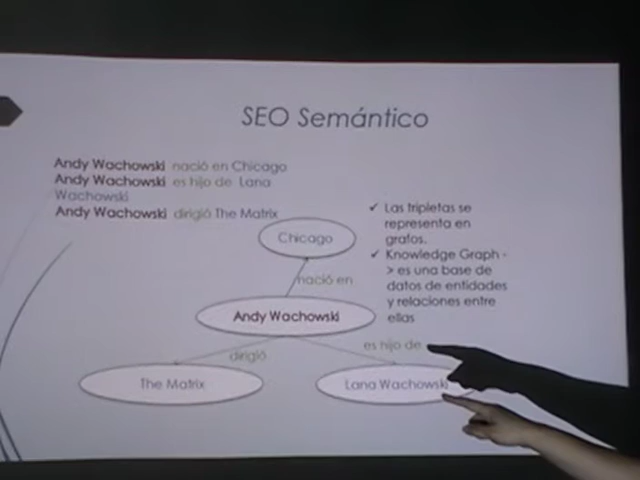 SEO Semántico
Andy Wachowski nació en Chicago
Andy Wachowski es hijo de Lana
Wachowski
Andy Wachowski dirigió The Matrix
✓ Las tripletas se
representa en
grafos.
✓ Knowledge Graph -
> es una base de
datos de entidades
y relaciones entre
ellas
Chicago
nació en
Andy Wachowski
dirigió
es hijo de
The Matrix
Lana Wachowski